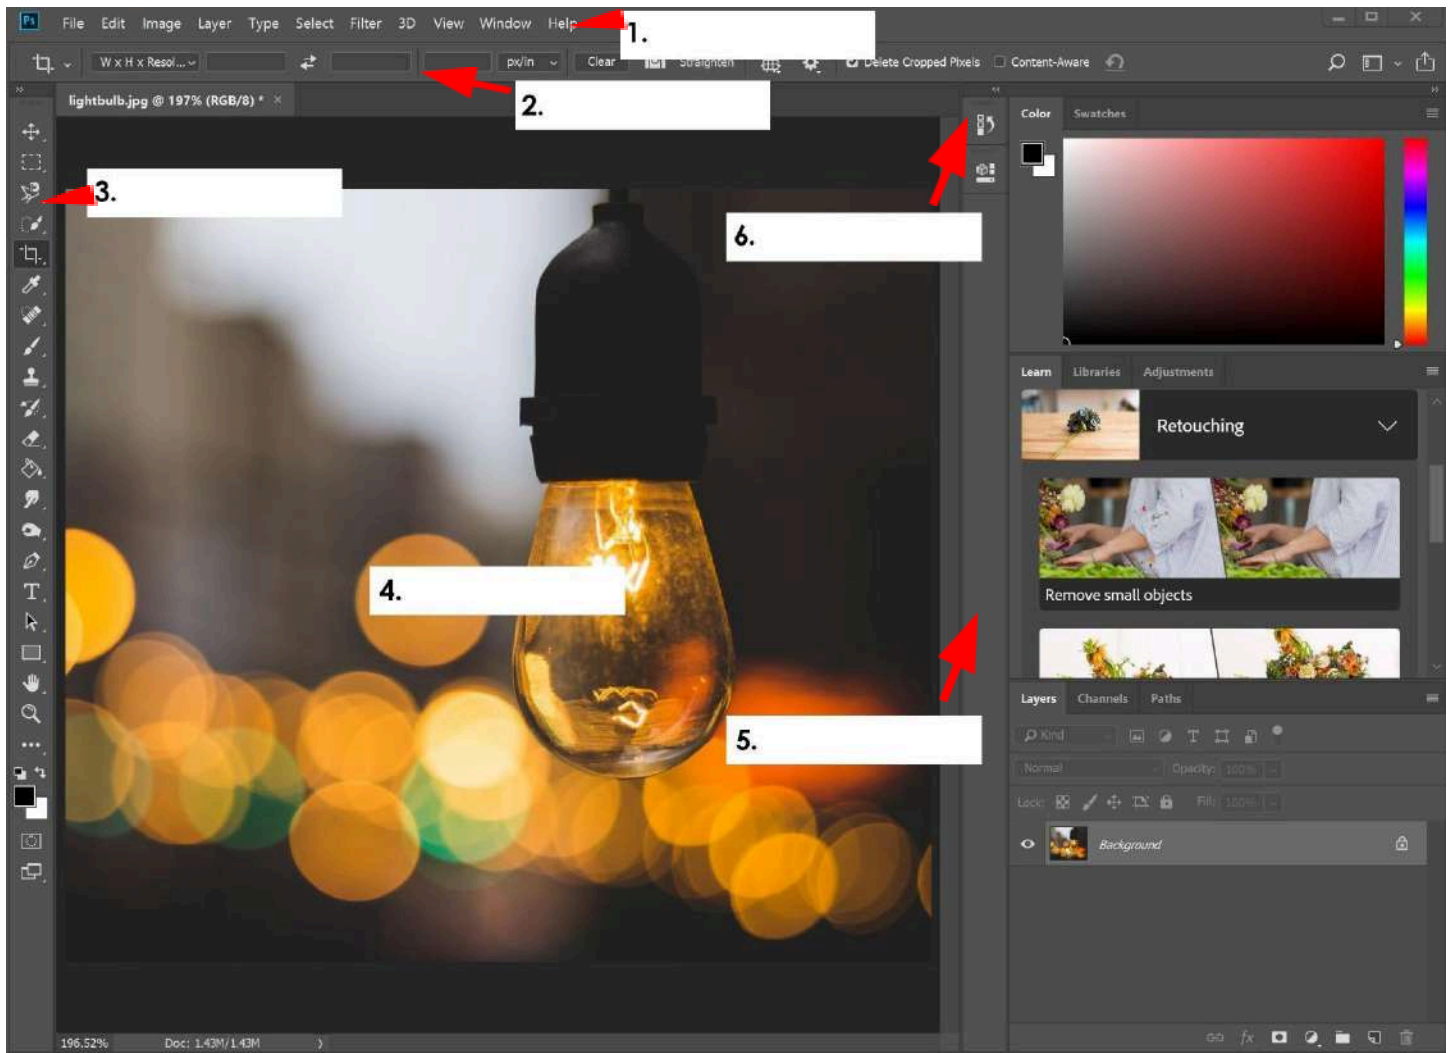 Ps File Edit Image Layer Type Select Filter 3D View Window Help
1.
W x H x Resol... px/in Clear Straighten Delete Cropped Pixels Content-Aware
lightbulb.jpg @ 197% (RGB/8) * ×
2.
Color Swatches
3.
6.
Learn Libraries Adjustments
Retouching
4.
Remove small objects
5.
Layers Channels Paths
Kind
Normal Opacity: 100%
Lock: Fill: 100%
Background
T
fx
196.52% Doc: 1.43M/1.43M